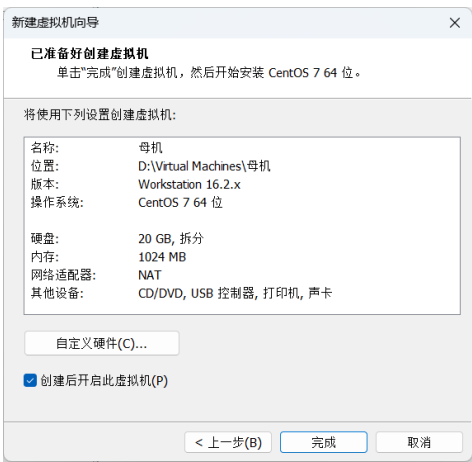 新建虚拟机向导
已准备好创建虚拟机
单击“完成”创建虚拟机，然后开始安装 CentOS 7 64 位。
将使用下列设置创建虚拟机:
名称: 母机
位置: D:\Virtual Machines\母机
版本: Workstation 16.2.x
操作系统: CentOS 7 64 位
硬盘: 20 GB, 拆分
内存: 1024 MB
网络适配器: NAT
其他设备: CD/DVD, USB 控制器, 打印机, 声卡
自定义硬件(C)...
创建后开启此虚拟机(P)
< 上一步(B) 完成 取消